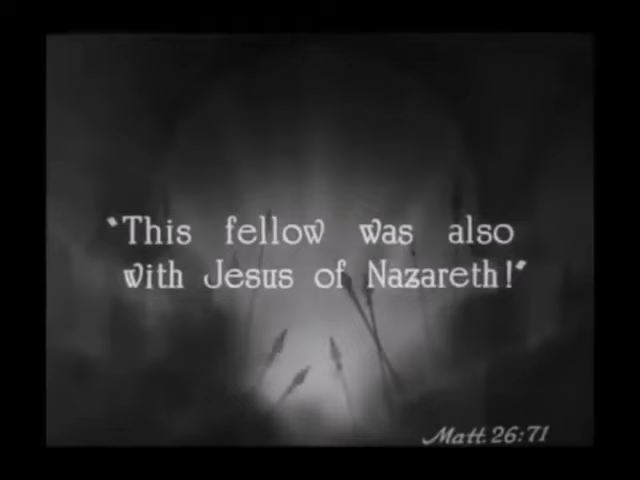 "This fellow was also
with Jesus of Nazareth!"
Matt. 26:71